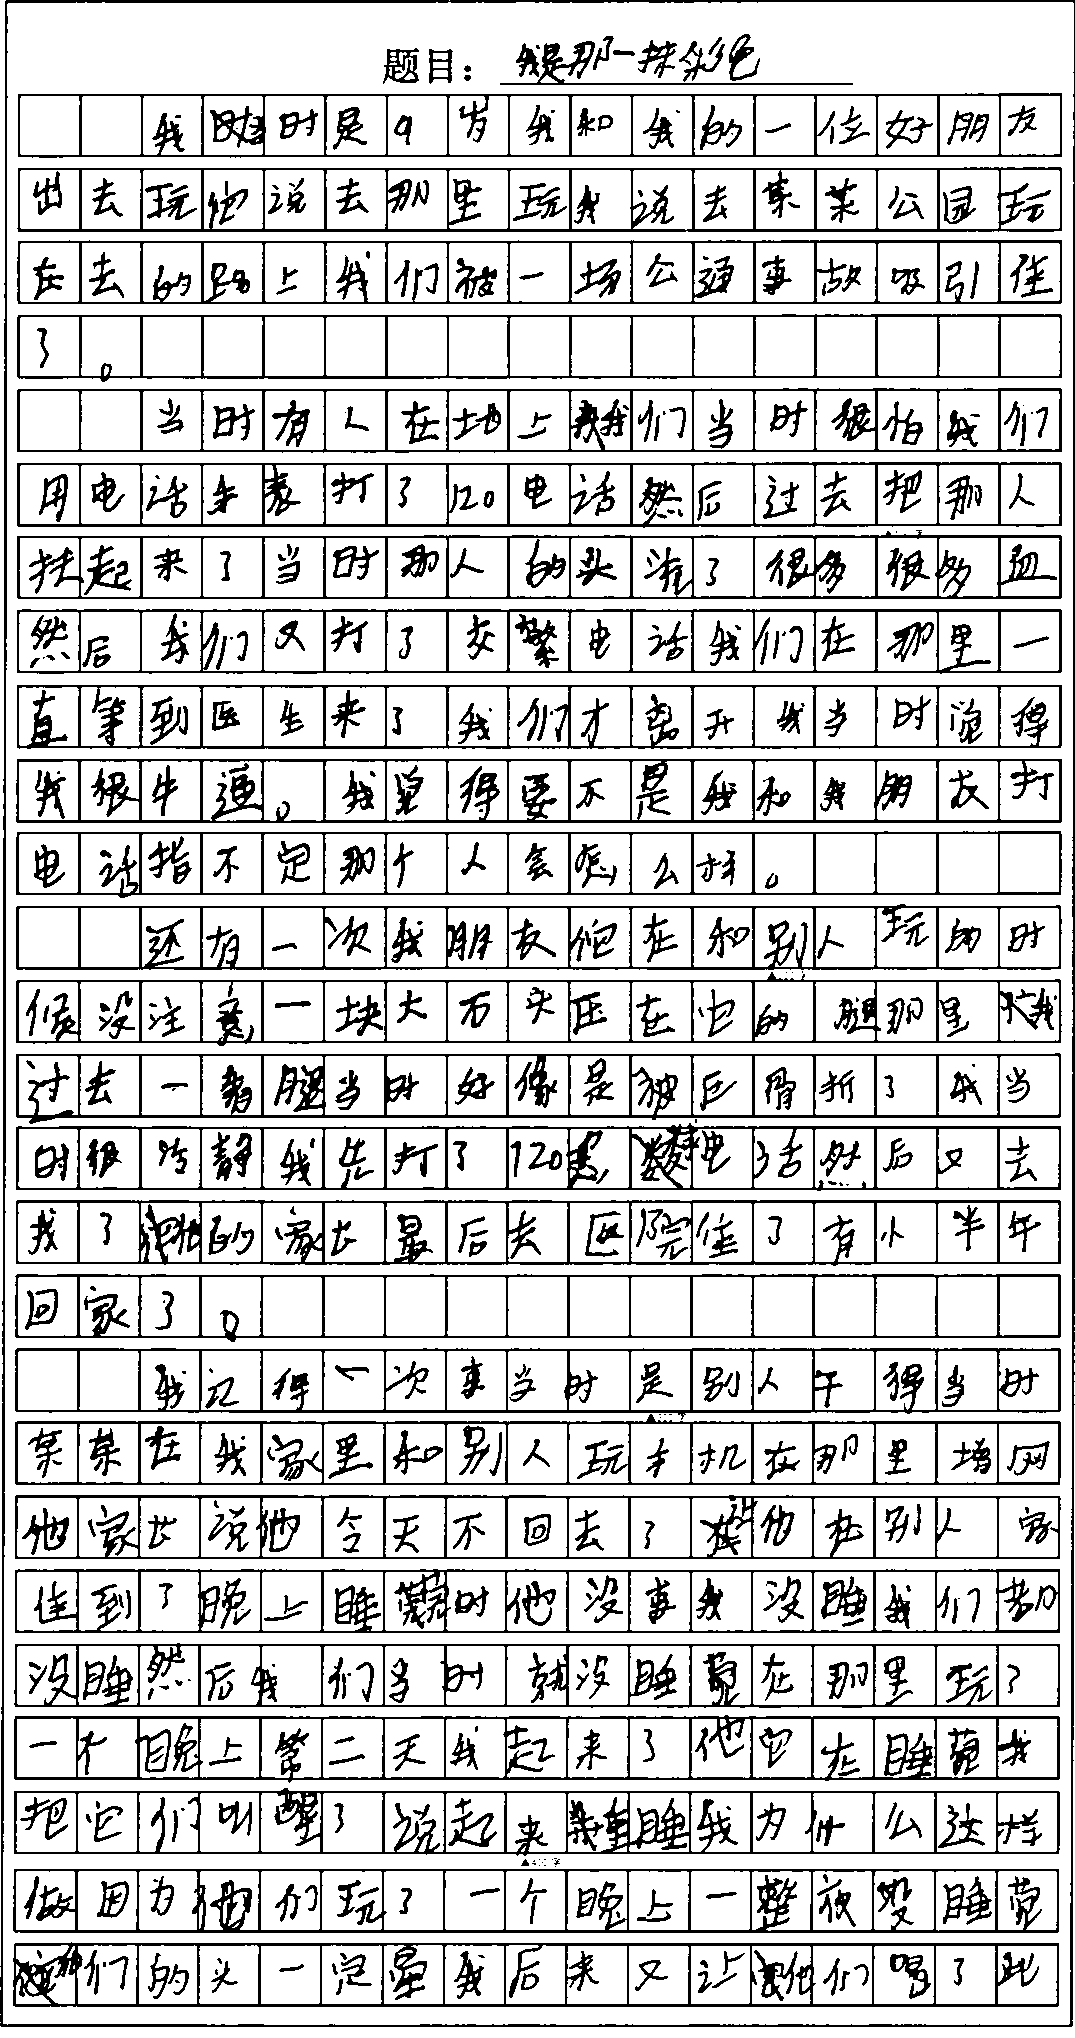 题目：我是那一抹彩色
我时是9岁我和我的一位好朋友
出去玩他说去那里玩我说去某某公园玩
在去的路上我们被一场公通事故吸引住
了。
当时有人在地上我们当时很怕我们
用电话手表打了120电话然后过去把那人
扶起来了当时那人的头流了很多很多血
然后我们又打了交警电话我们在那里一
直等到医生来了我们才离开我当时觉得
我很牛逼。我觉得要不是我和我朋友打
电话指不定那个人会怎么样。
还有一次我朋友他在和别人玩的时
候没注意一块大石头压在它的腿那里我
过去一看腿当时好像是被压骨折了我当
时很冷静我先打了120电话然后又去
找了他的家长最后去医院住了有小半年
回家了。
我记得一次事当时是别人午得当时
某某在我家里和别人玩手机在那里增网
他家长说他今天不回去了让他在别人家
住到了晚上睡觉时他没事我没睡我们都
没睡然后我们当时就没睡觉在那里玩了
一个晚上第二天我起来了他它在睡觉我
把它们叫醒了说起来重睡我为什么这样
做因为他们玩了一个晚上一整夜没睡觉
他们的头一定晕我后来又让他们喝了此